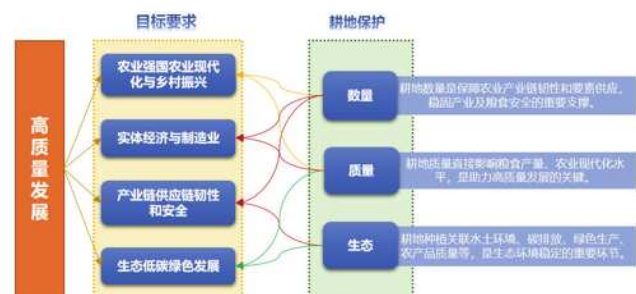 目标要求
耕地保护
高质量发展
农业强国农业现代
化与乡村振兴
实体经济与制造业
产业链供应链韧性
和安全
生态低碳绿色发展
数量
耕地数量是保障农业产业链韧性和要素供应、
稳固产业及粮食安全的重要支撑。
质量
耕地质量直接影响粮食产量、农业现代化水
平，是助力高质量发展的关键。
生态
耕地种植关联水土环境、碳排放、绿色生产、
农产品质量等，是生态环境稳定的重要环节。